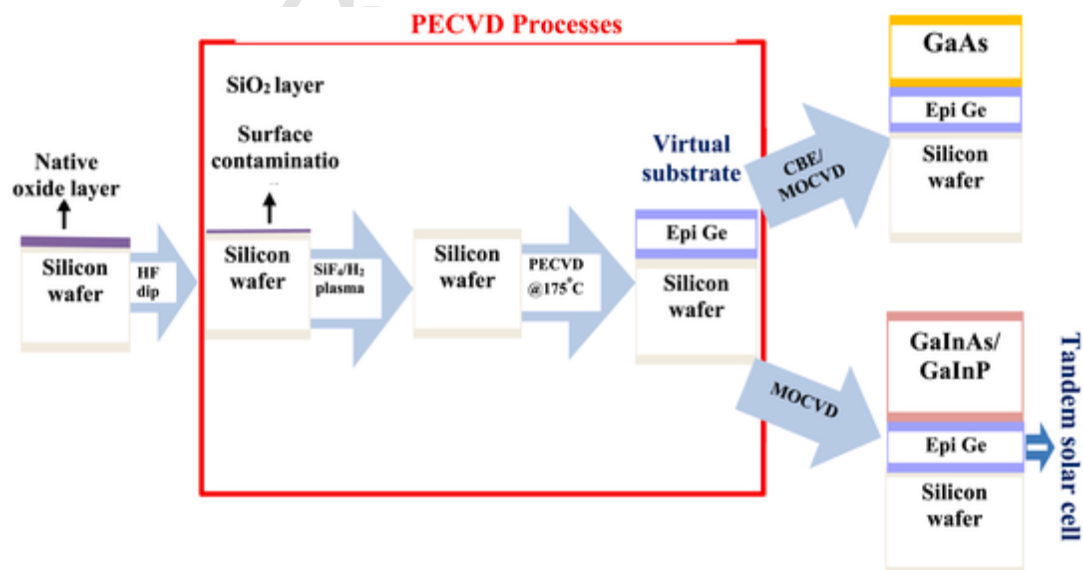 PECVD Processes
Native
oxide layer
Silicon
wafer
HF
dip
SiO₂ layer
Surface
contaminatio
Silicon
wafer
SiF₄/H₂
plasma
Silicon
wafer
PECVD
@175°C
Virtual
substrate
Epi Ge
Silicon
wafer
CBE/
MOCVD
GaAs
Epi Ge
Silicon
wafer
MOCVD
GaInAs/
GaInP
Epi Ge
Silicon
wafer
Tandem solar cell